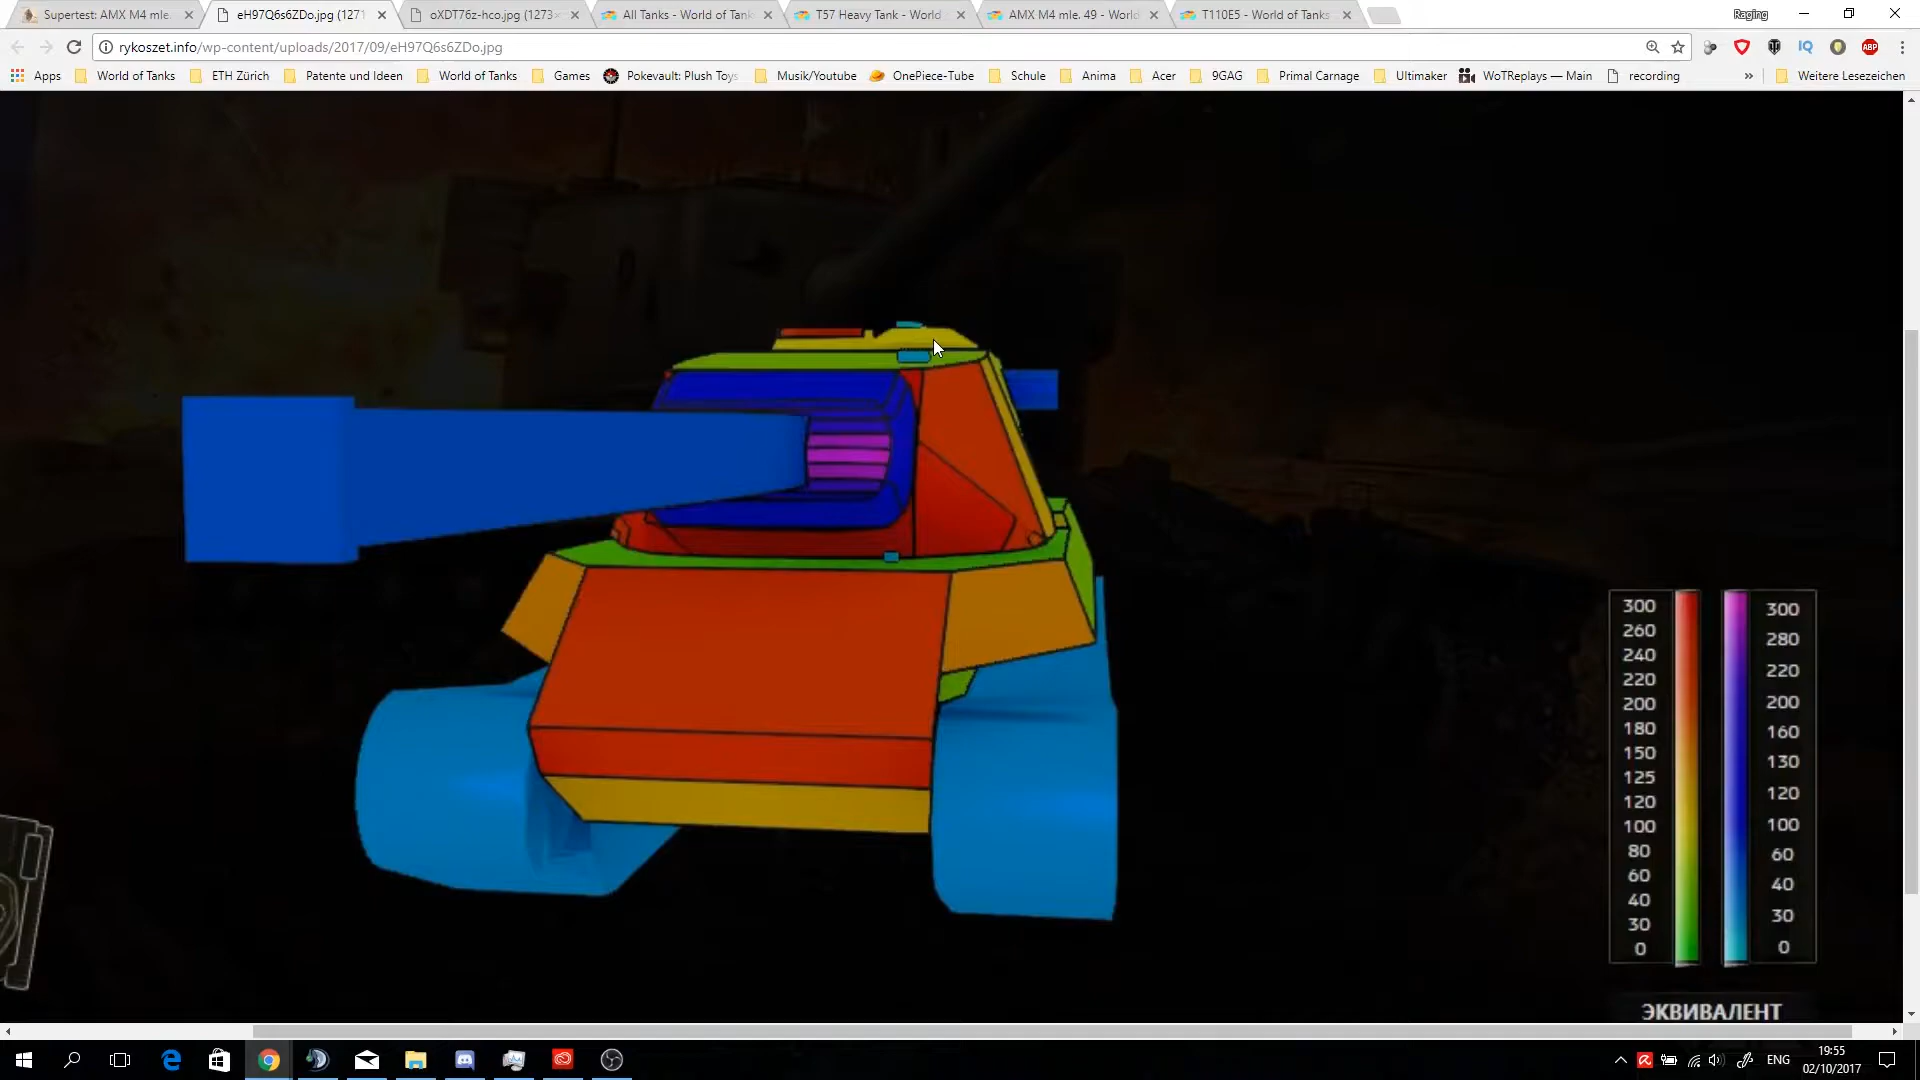 Supertest: AMX M4 mle.
eH97Q6s6ZDo.jpg (1271
oXDT76z-hco.jpg (1273
All Tanks - World of Tank
T57 Heavy Tank - World
AMX M4 mle. 49 - World
T110E5 - World of Tanks
Raging
rykoszet.info/wp-content/uploads/2017/09/eH97Q6s6ZDo.jpg
IQ
ABP
Apps
World of Tanks
ETH Zürich
Patente und Ideen
World of Tanks
Games
Pokevault: Plush Toys
Musik/Youtube
OnePiece-Tube
Schule
Anima
Acer
9GAG
Primal Carnage
Ultimaker
WoTReplays — Main
recording
»
Weitere Lesezeichen
300 300
260 280
240 220
220 200
200 160
180 130
150 120
125 100
120 60
100 40
80 30
60 0
40
30
0
ЭКВИВАЛЕНТ
ENG
19:55
02/10/2017